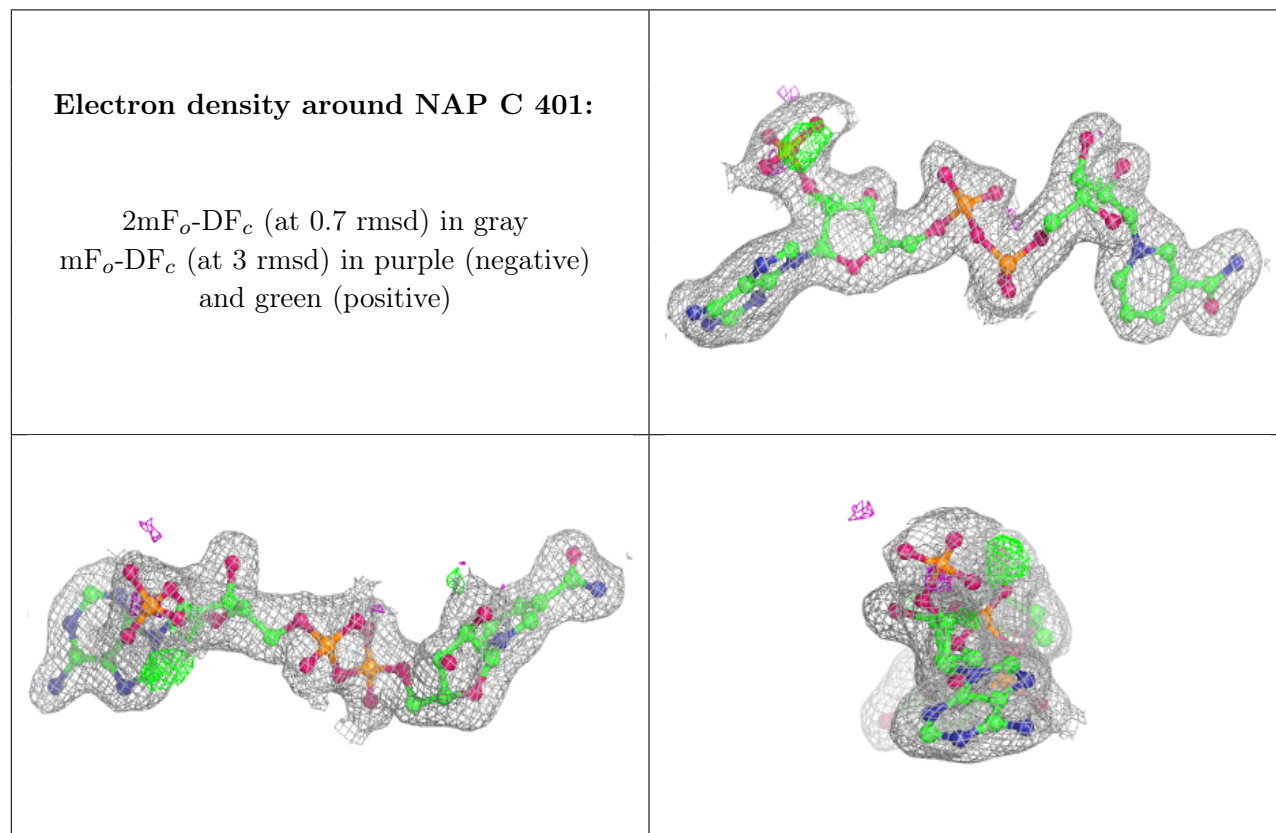 Electron density around NAP C 401:
2mFo-DFc (at 0.7 rmsd) in gray
mFo-DFc (at 3 rmsd) in purple (negative)
and green (positive)